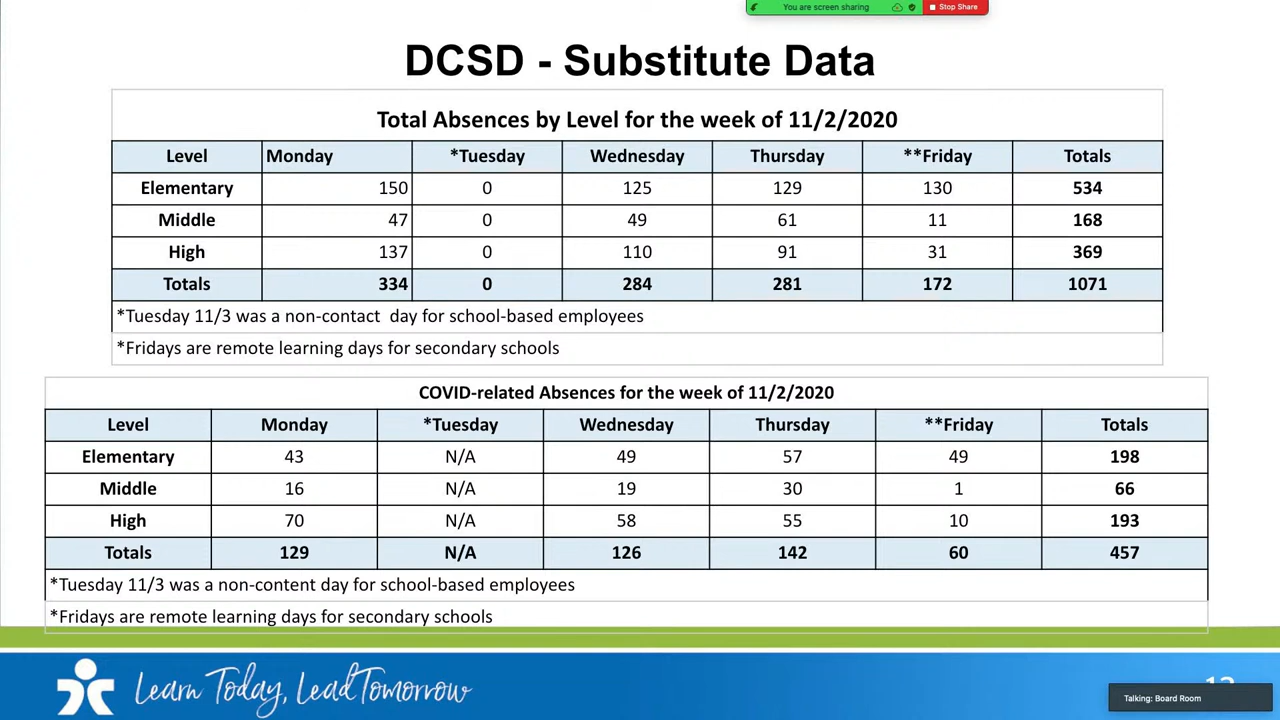 You are screen sharing Stop Share
DCSD - Substitute Data
Total Absences by Level for the week of 11/2/2020
Level Monday *Tuesday Wednesday Thursday **Friday Totals
Elementary 150 0 125 129 130 534
Middle 47 0 49 61 11 168
High 137 0 110 91 31 369
Totals 334 0 284 281 172 1071
*Tuesday 11/3 was a non-contact day for school-based employees
*Fridays are remote learning days for secondary schools
COVID-related Absences for the week of 11/2/2020
Level Monday *Tuesday Wednesday Thursday **Friday Totals
Elementary 43 N/A 49 57 49 198
Middle 16 N/A 19 30 1 66
High 70 N/A 58 55 10 193
Totals 129 N/A 126 142 60 457
*Tuesday 11/3 was a non-content day for school-based employees
*Fridays are remote learning days for secondary schools
Learn Today, Lead Tomorrow
Talking: Board Room